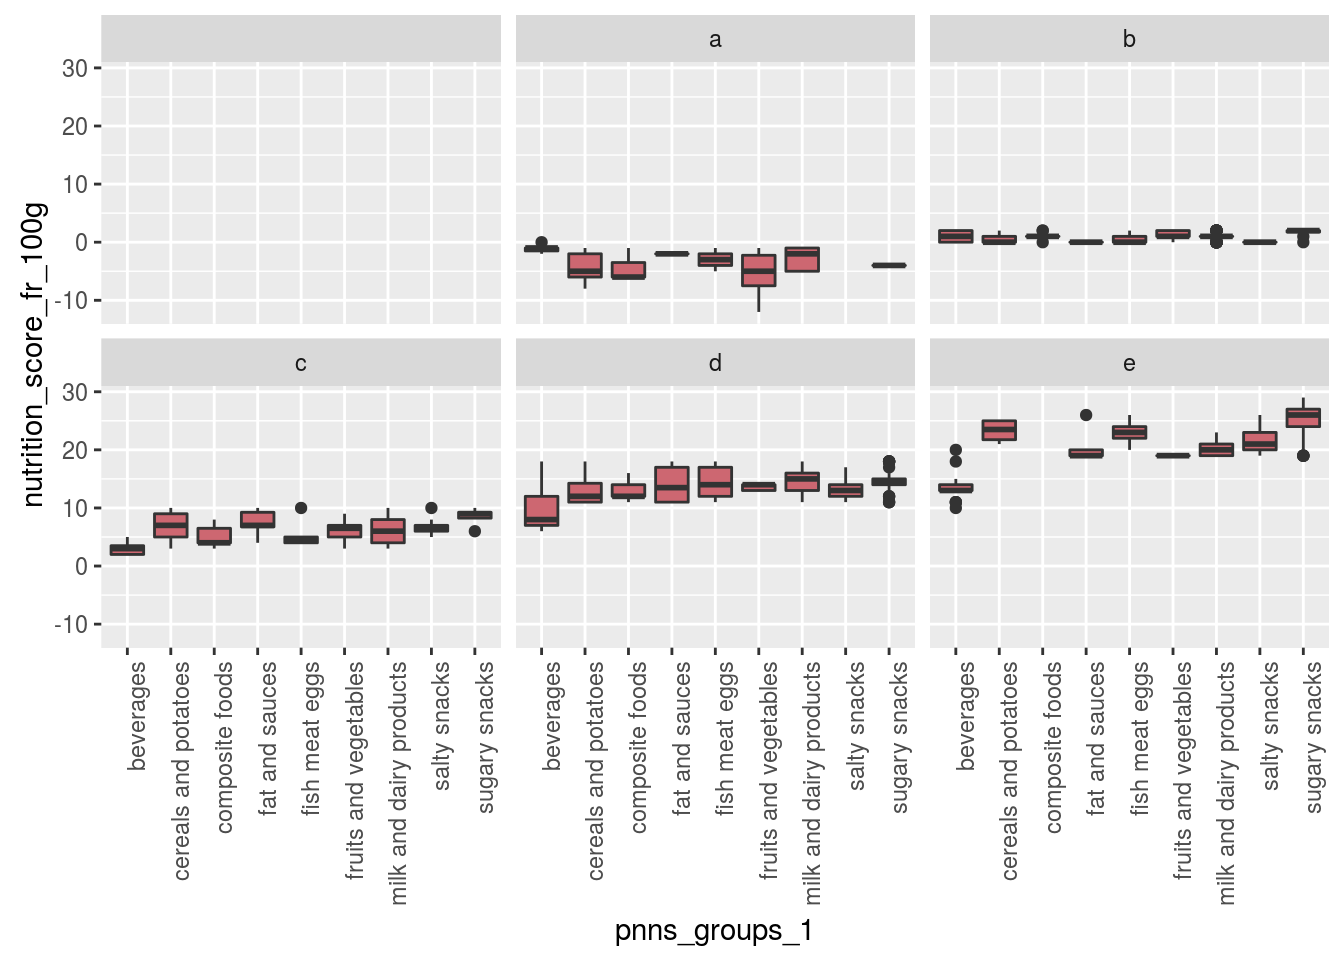 a
b
30
20
10
0
-10
c
d
e
30
20
10
0
-10
nutrition_score_fr_100g
beverages
cereals and potatoes
composite foods
fat and sauces
fish meat eggs
fruits and vegetables
milk and dairy products
salty snacks
sugary snacks
beverages
cereals and potatoes
composite foods
fat and sauces
fish meat eggs
fruits and vegetables
milk and dairy products
salty snacks
sugary snacks
beverages
cereals and potatoes
composite foods
fat and sauces
fish meat eggs
fruits and vegetables
milk and dairy products
salty snacks
sugary snacks
pnns_groups_1